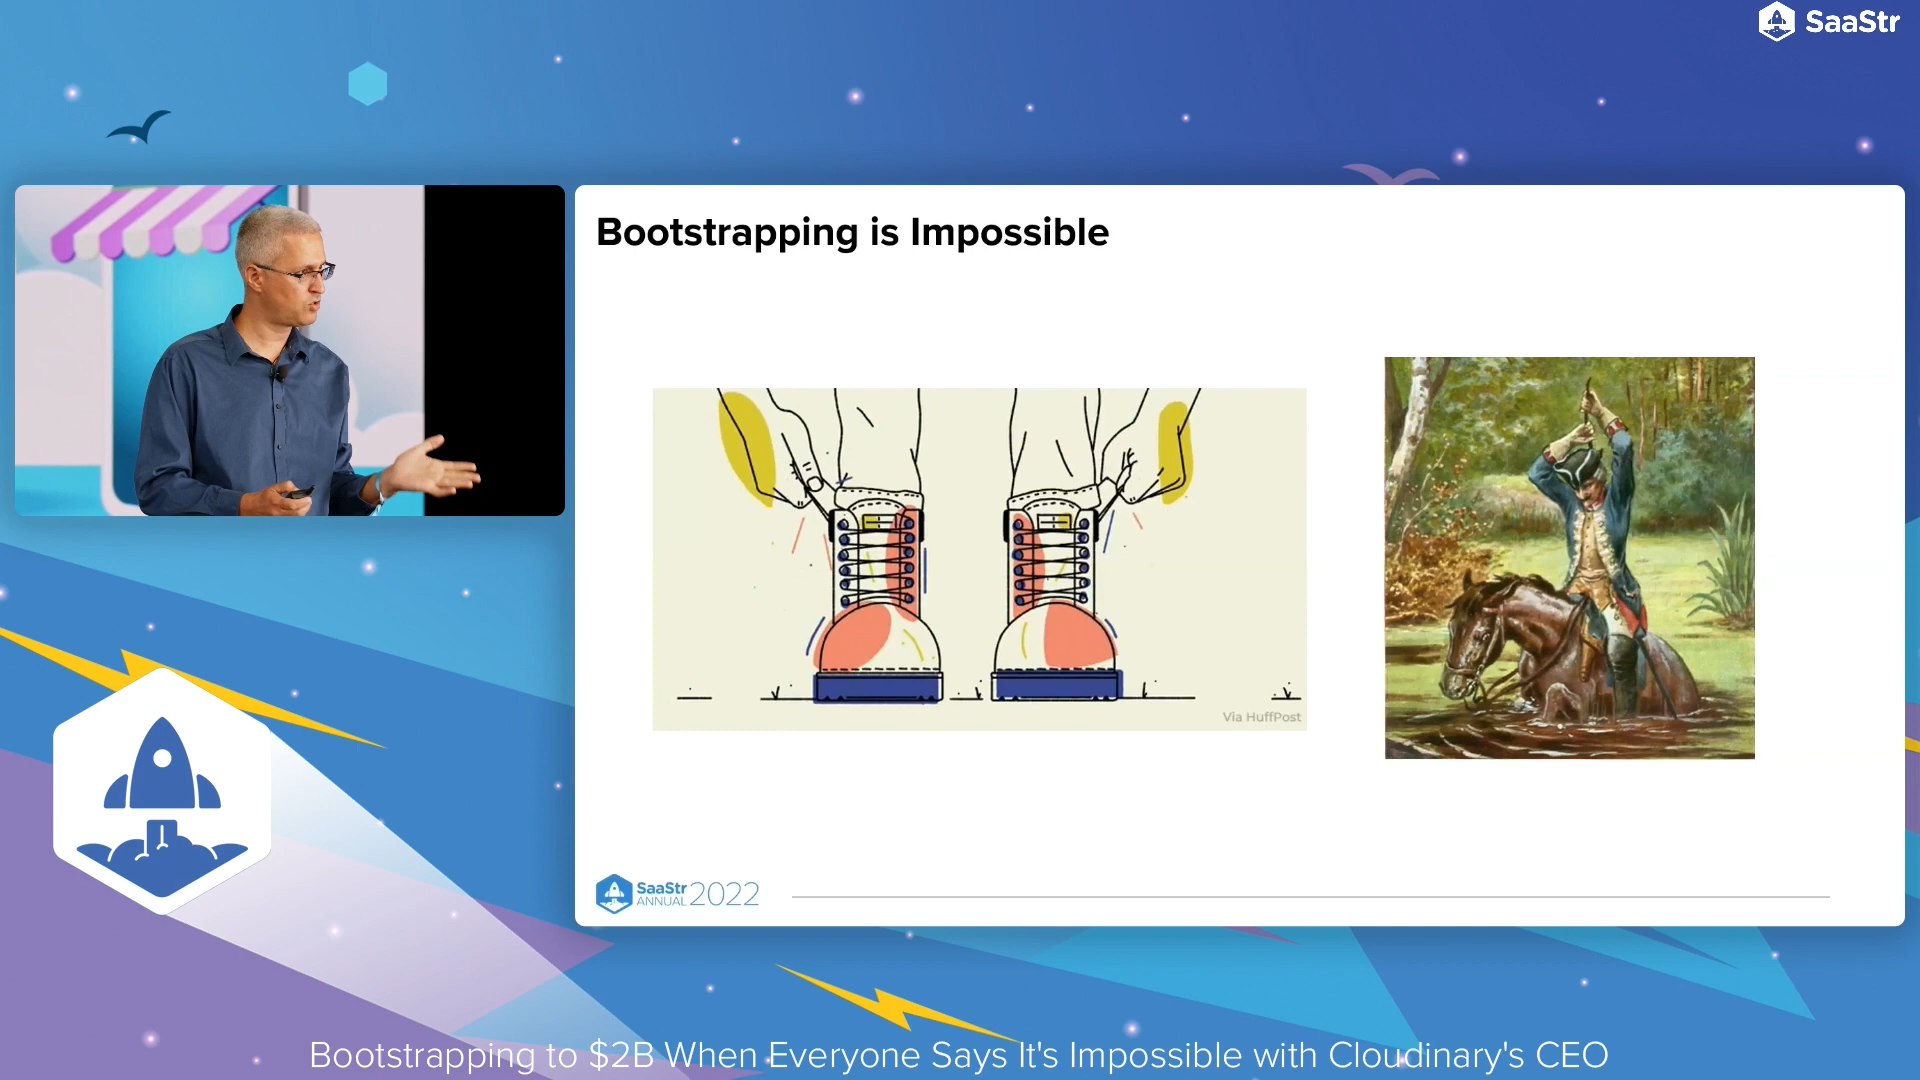 SaaStr
Bootstrapping is Impossible
Via HuffPost
SaaStr
ANNUAL 2022
Bootstrapping to $2B When Everyone Says It's Impossible with Cloudinary's CEO